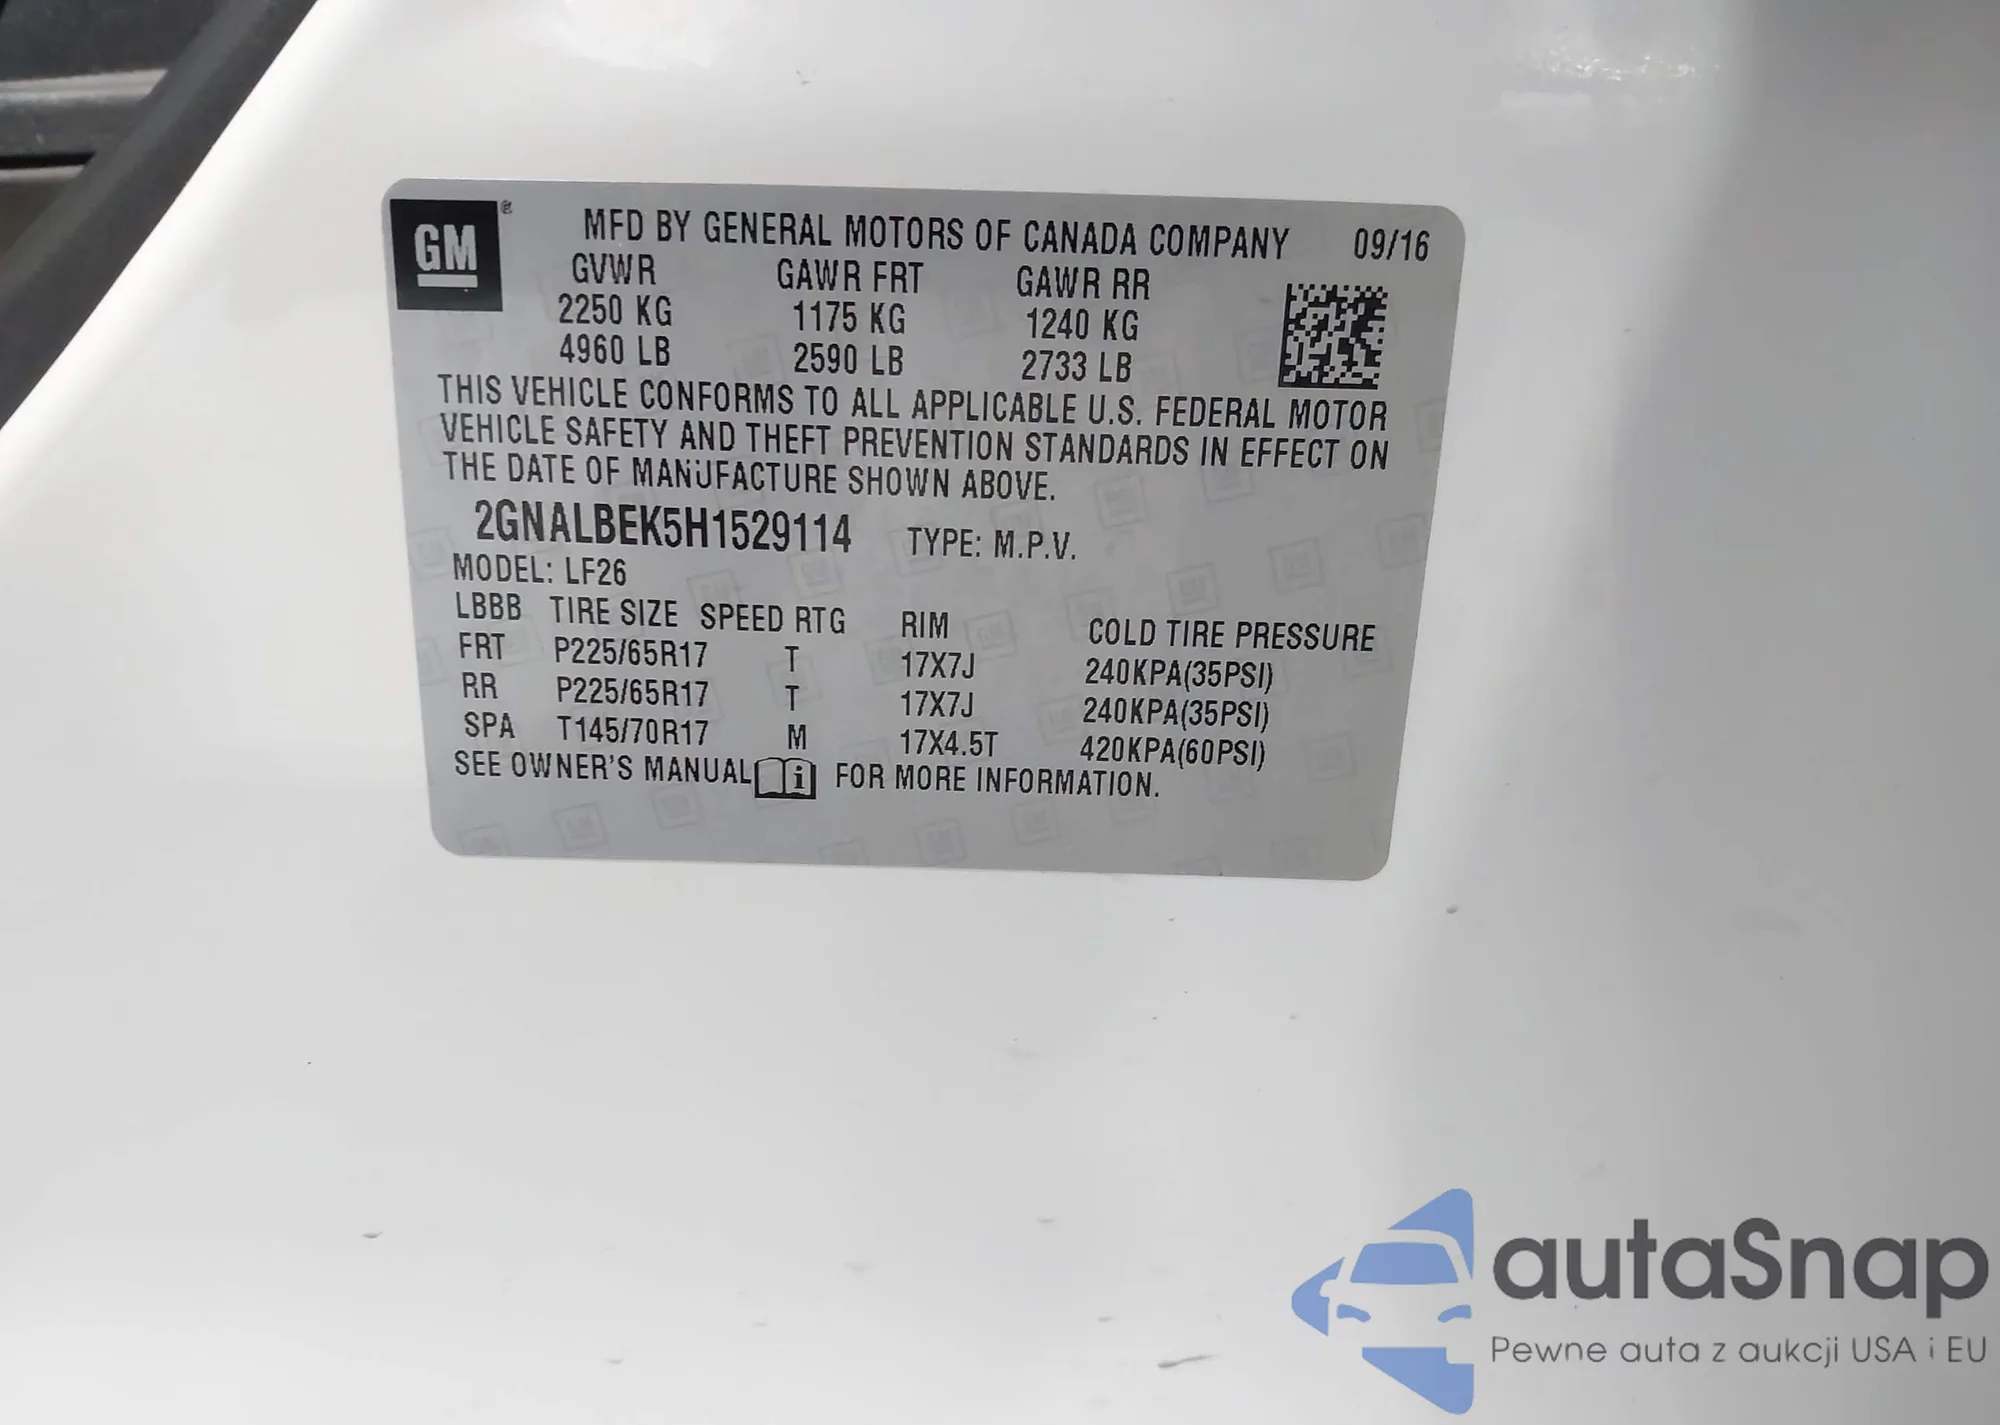 GM ®
MFD BY GENERAL MOTORS OF CANADA COMPANY 09/16
GVWR GAWR FRT GAWR RR
2250 KG 1175 KG 1240 KG
4960 LB 2590 LB 2733 LB
THIS VEHICLE CONFORMS TO ALL APPLICABLE U.S. FEDERAL MOTOR
VEHICLE SAFETY AND THEFT PREVENTION STANDARDS IN EFFECT ON
THE DATE OF MANUFACTURE SHOWN ABOVE.
2GNALBEK5H1529114 TYPE: M.P.V.
MODEL: LF26
LBBB TIRE SIZE SPEED RTG RIM COLD TIRE PRESSURE
FRT P225/65R17 T 17X7J 240KPA(35PSI)
RR P225/65R17 T 17X7J 240KPA(35PSI)
SPA T145/70R17 M 17X4.5T 420KPA(60PSI)
SEE OWNER'S MANUAL i FOR MORE INFORMATION.
autaSnap
Pewne auta z aukcji USA i EU